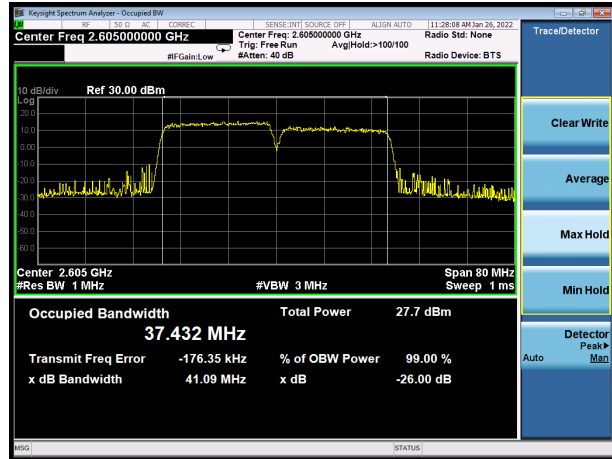 Keysight Spectrum Analyzer - Occupied BW
LXI RF 50 Ω AC CORREC SENSE:INT SOURCE OFF ALIGN AUTO 11:28:08 AM Jan 26, 2022
Center Freq 2.605000000 GHz
Center Freq: 2.605000000 GHz
Radio Std: None
Trig: Free Run Avg|Hold:>100/100
#IFGain:Low #Atten: 40 dB Radio Device: BTS
Trace/Detector
10 dB/div Ref 30.00 dBm
Log
20.0
10.0
0.00
-10.0
-20.0
-30.0
-40.0
-50.0
-60.0
Center 2.605 GHz Span 80 MHz
#Res BW 1 MHz #VBW 3 MHz Sweep 1 ms
Occupied Bandwidth Total Power 27.7 dBm
37.432 MHz
Transmit Freq Error -176.35 kHz % of OBW Power 99.00 %
x dB Bandwidth 41.09 MHz x dB -26.00 dB
Clear Write
Average
Max Hold
Min Hold
Detector
Peak▶
Auto Man
MSG STATUS